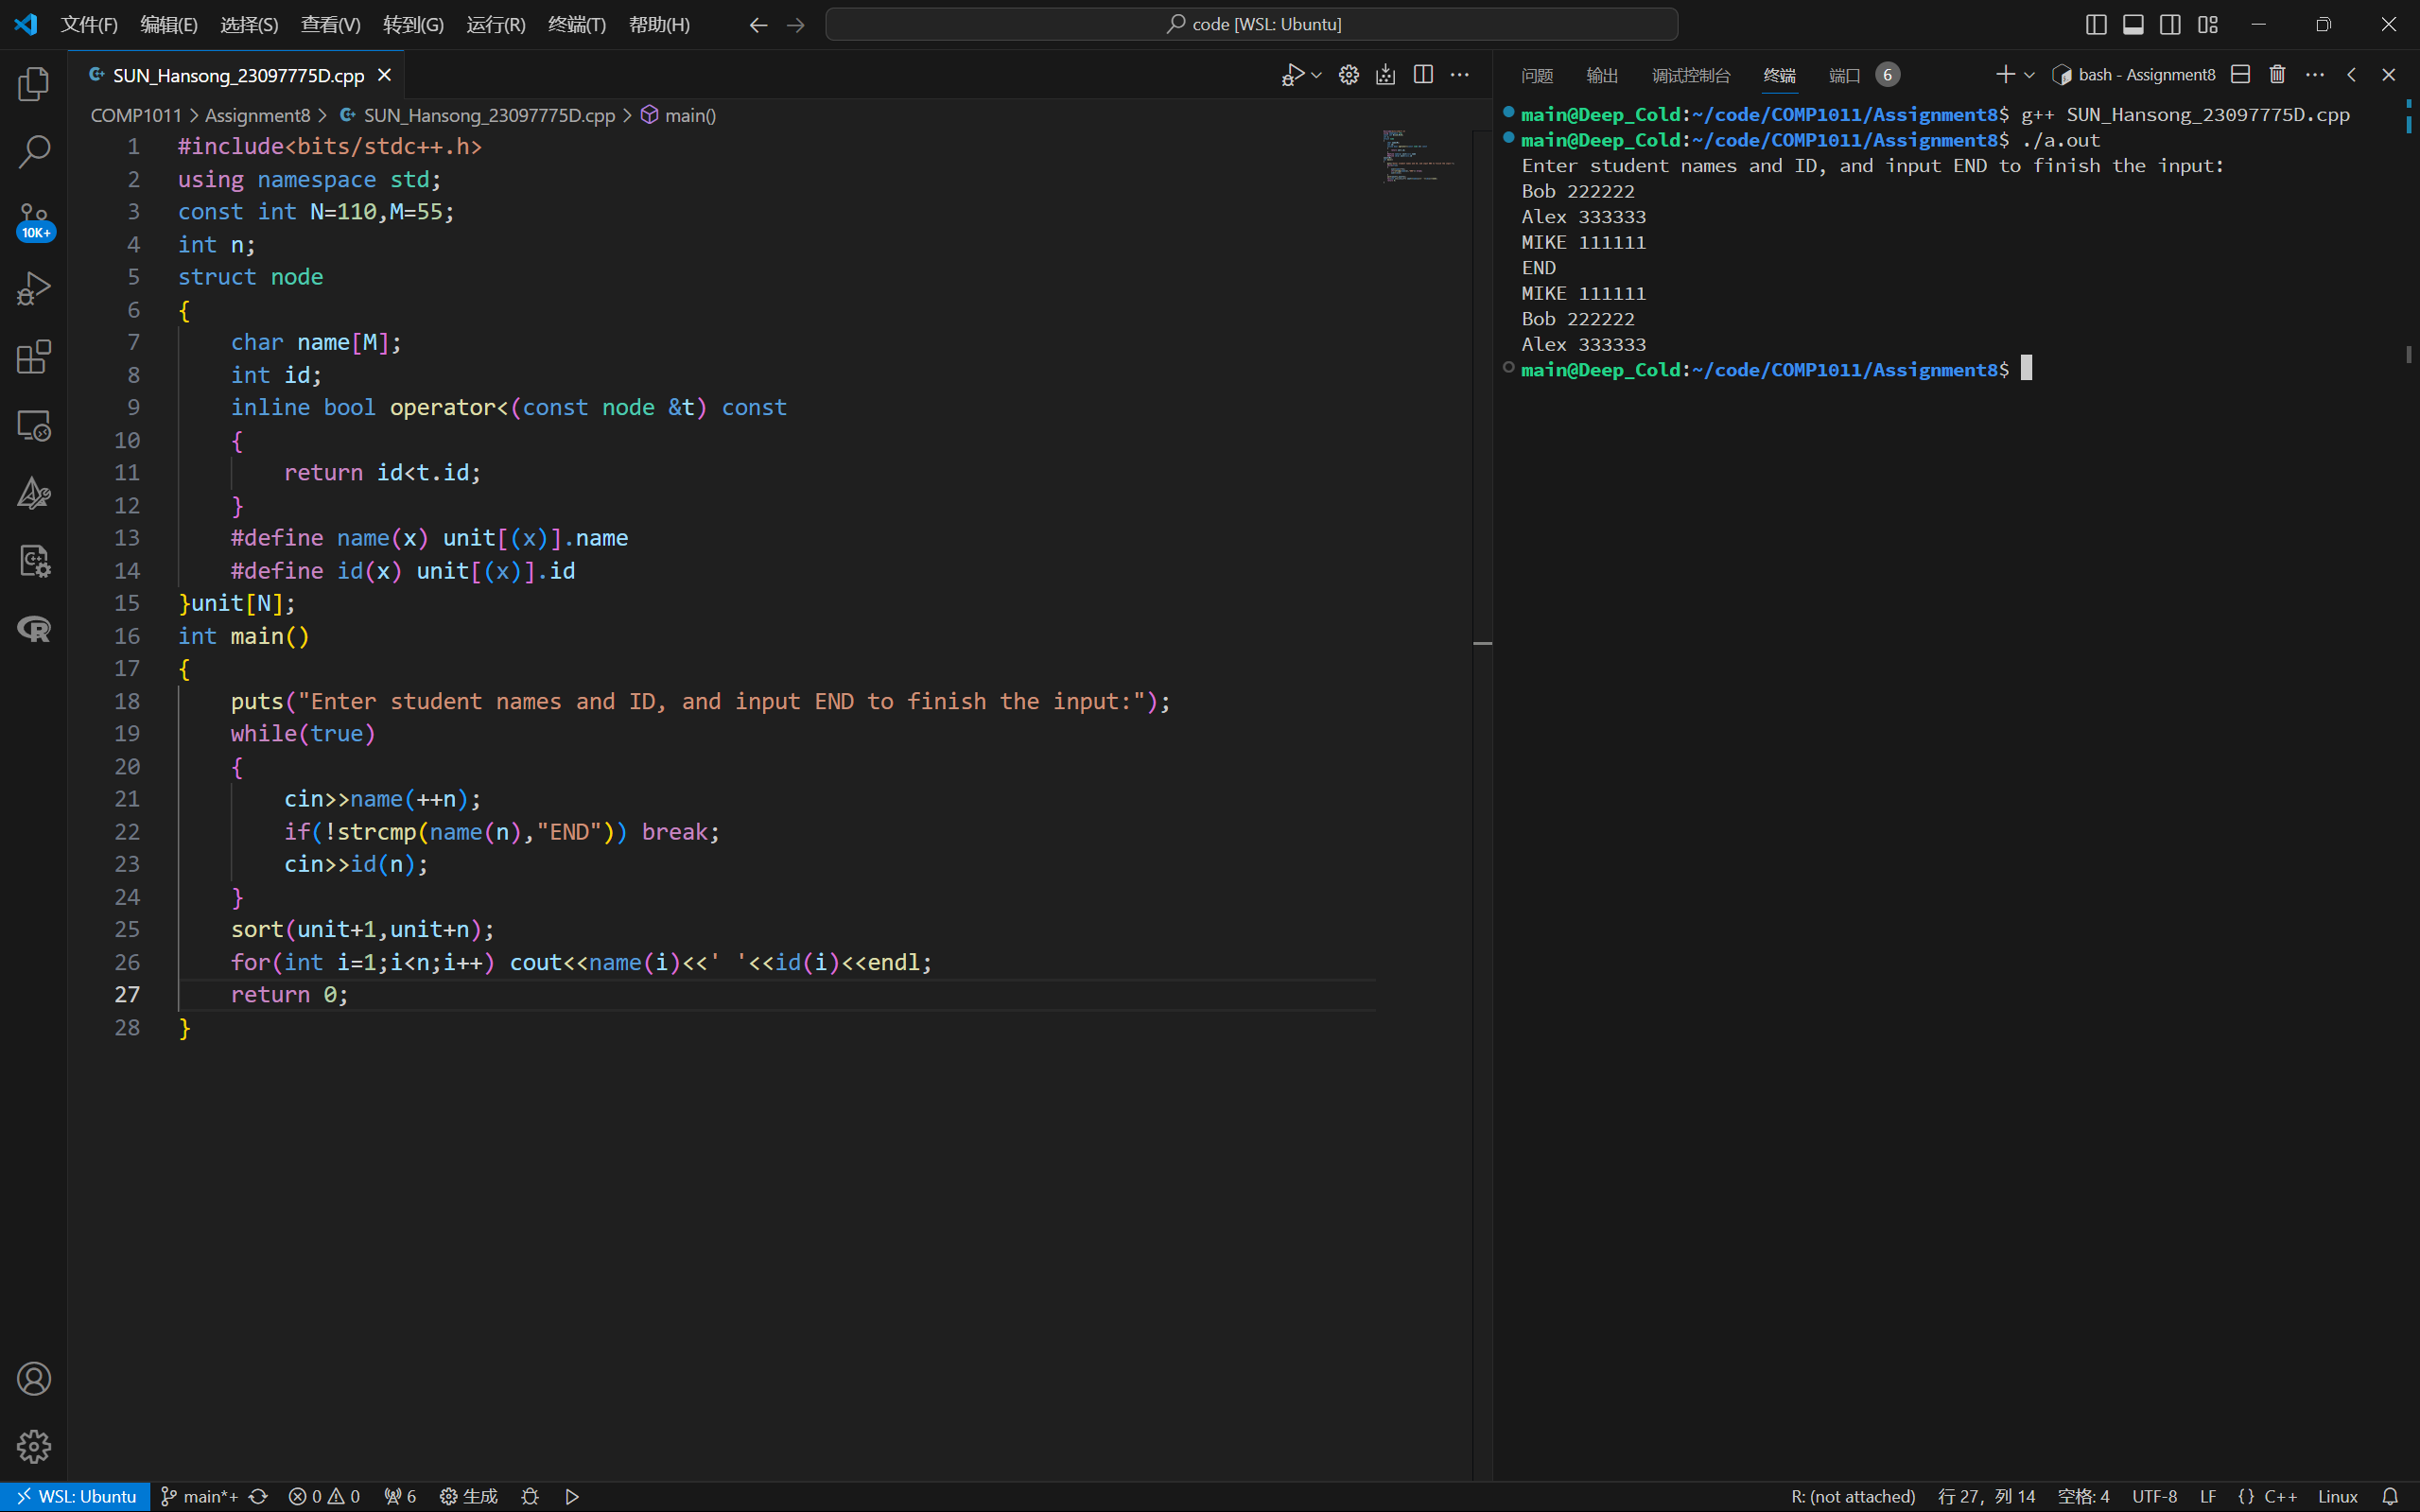 文件(F) 编辑(E) 选择(S) 查看(V) 转到(G) 运行(R) 终端(T) 帮助(H) code [WSL: Ubuntu]
SUN_Hansong_23097775D.cpp
COMP1011 > Assignment8 > SUN_Hansong_23097775D.cpp > main()
10K+
1 #include<bits/stdc++.h>
2 using namespace std;
3 const int N=110,M=55;
4 int n;
5 struct node
6 {
7     char name[M];
8     int id;
9     inline bool operator<(const node &t) const
10     {
11         return id<t.id;
12     }
13     #define name(x) unit[(x)].name
14     #define id(x) unit[(x)].id
15 }unit[N];
16 int main()
17 {
18     puts("Enter student names and ID, and input END to finish the input:");
19     while(true)
20     {
21         cin>>name(++n);
22         if(!strcmp(name(n),"END")) break;
23         cin>>id(n);
24     }
25     sort(unit+1,unit+n);
26     for(int i=1;i<n;i++) cout<<name(i)<<' '<<id(i)<<endl;
27     return 0;
28 }
问题 输出 调试控制台 终端 端口 6 bash - Assignment8
main@Deep_Cold:~/code/COMP1011/Assignment8$ g++ SUN_Hansong_23097775D.cpp
main@Deep_Cold:~/code/COMP1011/Assignment8$ ./a.out
Enter student names and ID, and input END to finish the input:
Bob 222222
Alex 333333
MIKE 111111
END
MIKE 111111
Bob 222222
Alex 333333
main@Deep_Cold:~/code/COMP1011/Assignment8$
WSL: Ubuntu main*+ 0 0 6 生成 R: (not attached) 行 27，列 14 空格: 4 UTF-8 LF {} C++ Linux